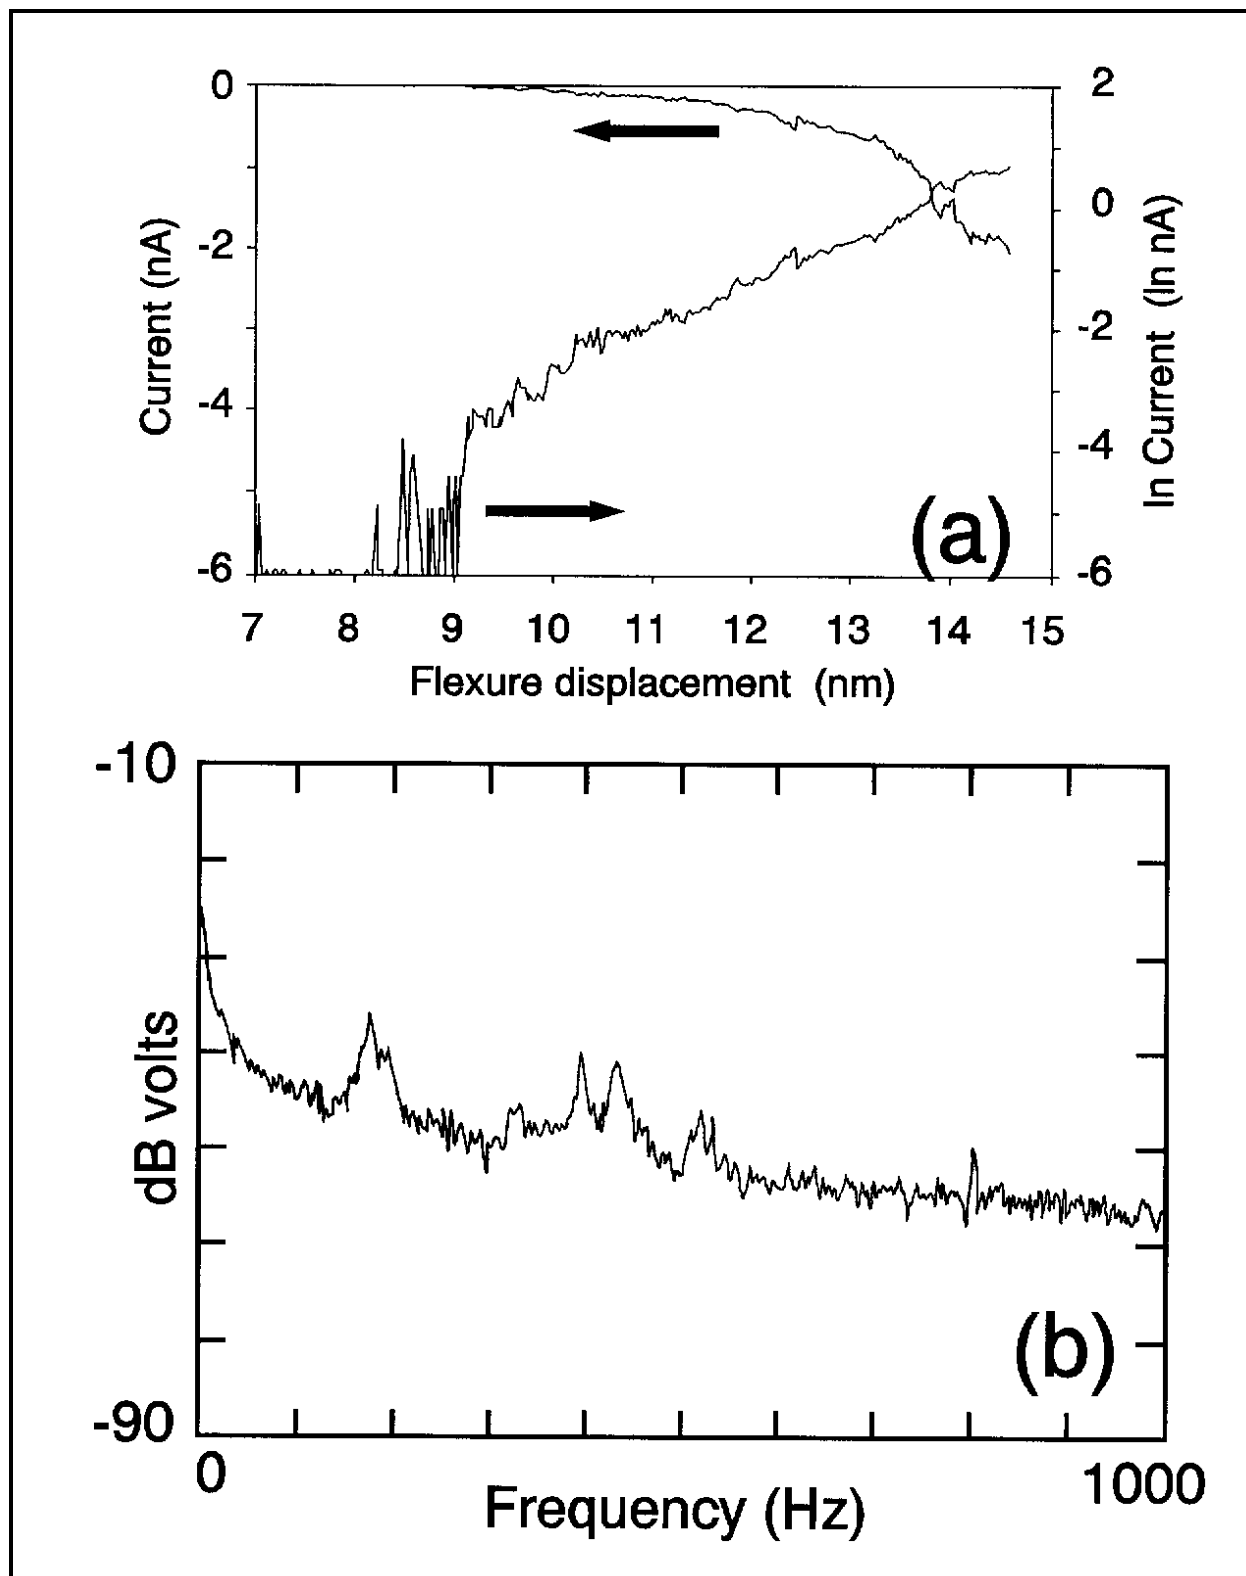 0
-2
-4
-6
Current (nA)
2
0
-2
-4
-6
ln Current (ln nA)
(a)
7 8 9 10 11 12 13 14 15
Flexure displacement (nm)
-10
-90
dB volts
(b)
0 1000
Frequency (Hz)